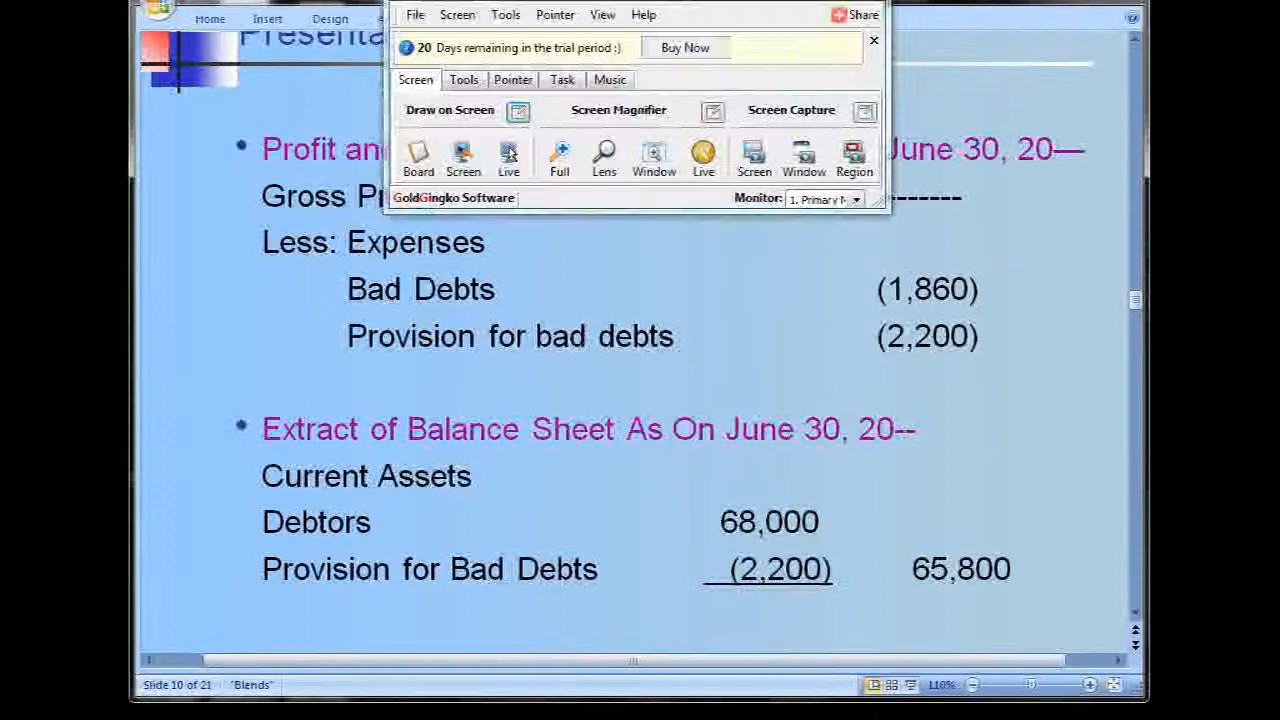 Home Insert Design
File Screen Tools Pointer View Help Share
20 Days remaining in the trial period :) Buy Now
Screen Tools Pointer Task Music
Draw on Screen Screen Magnifier Screen Capture
Board Screen Live Full Lens Window Live Screen Window Region
GoldGingko Software Monitor: 1. Primary
• Profit an June 30, 20—
Gross P -------
Less: Expenses
Bad Debts (1,860)
Provision for bad debts (2,200)
• Extract of Balance Sheet As On June 30, 20--
Current Assets
Debtors 68,000
Provision for Bad Debts (2,200) 65,800
Slide 10 of 21 "Blends" 110%